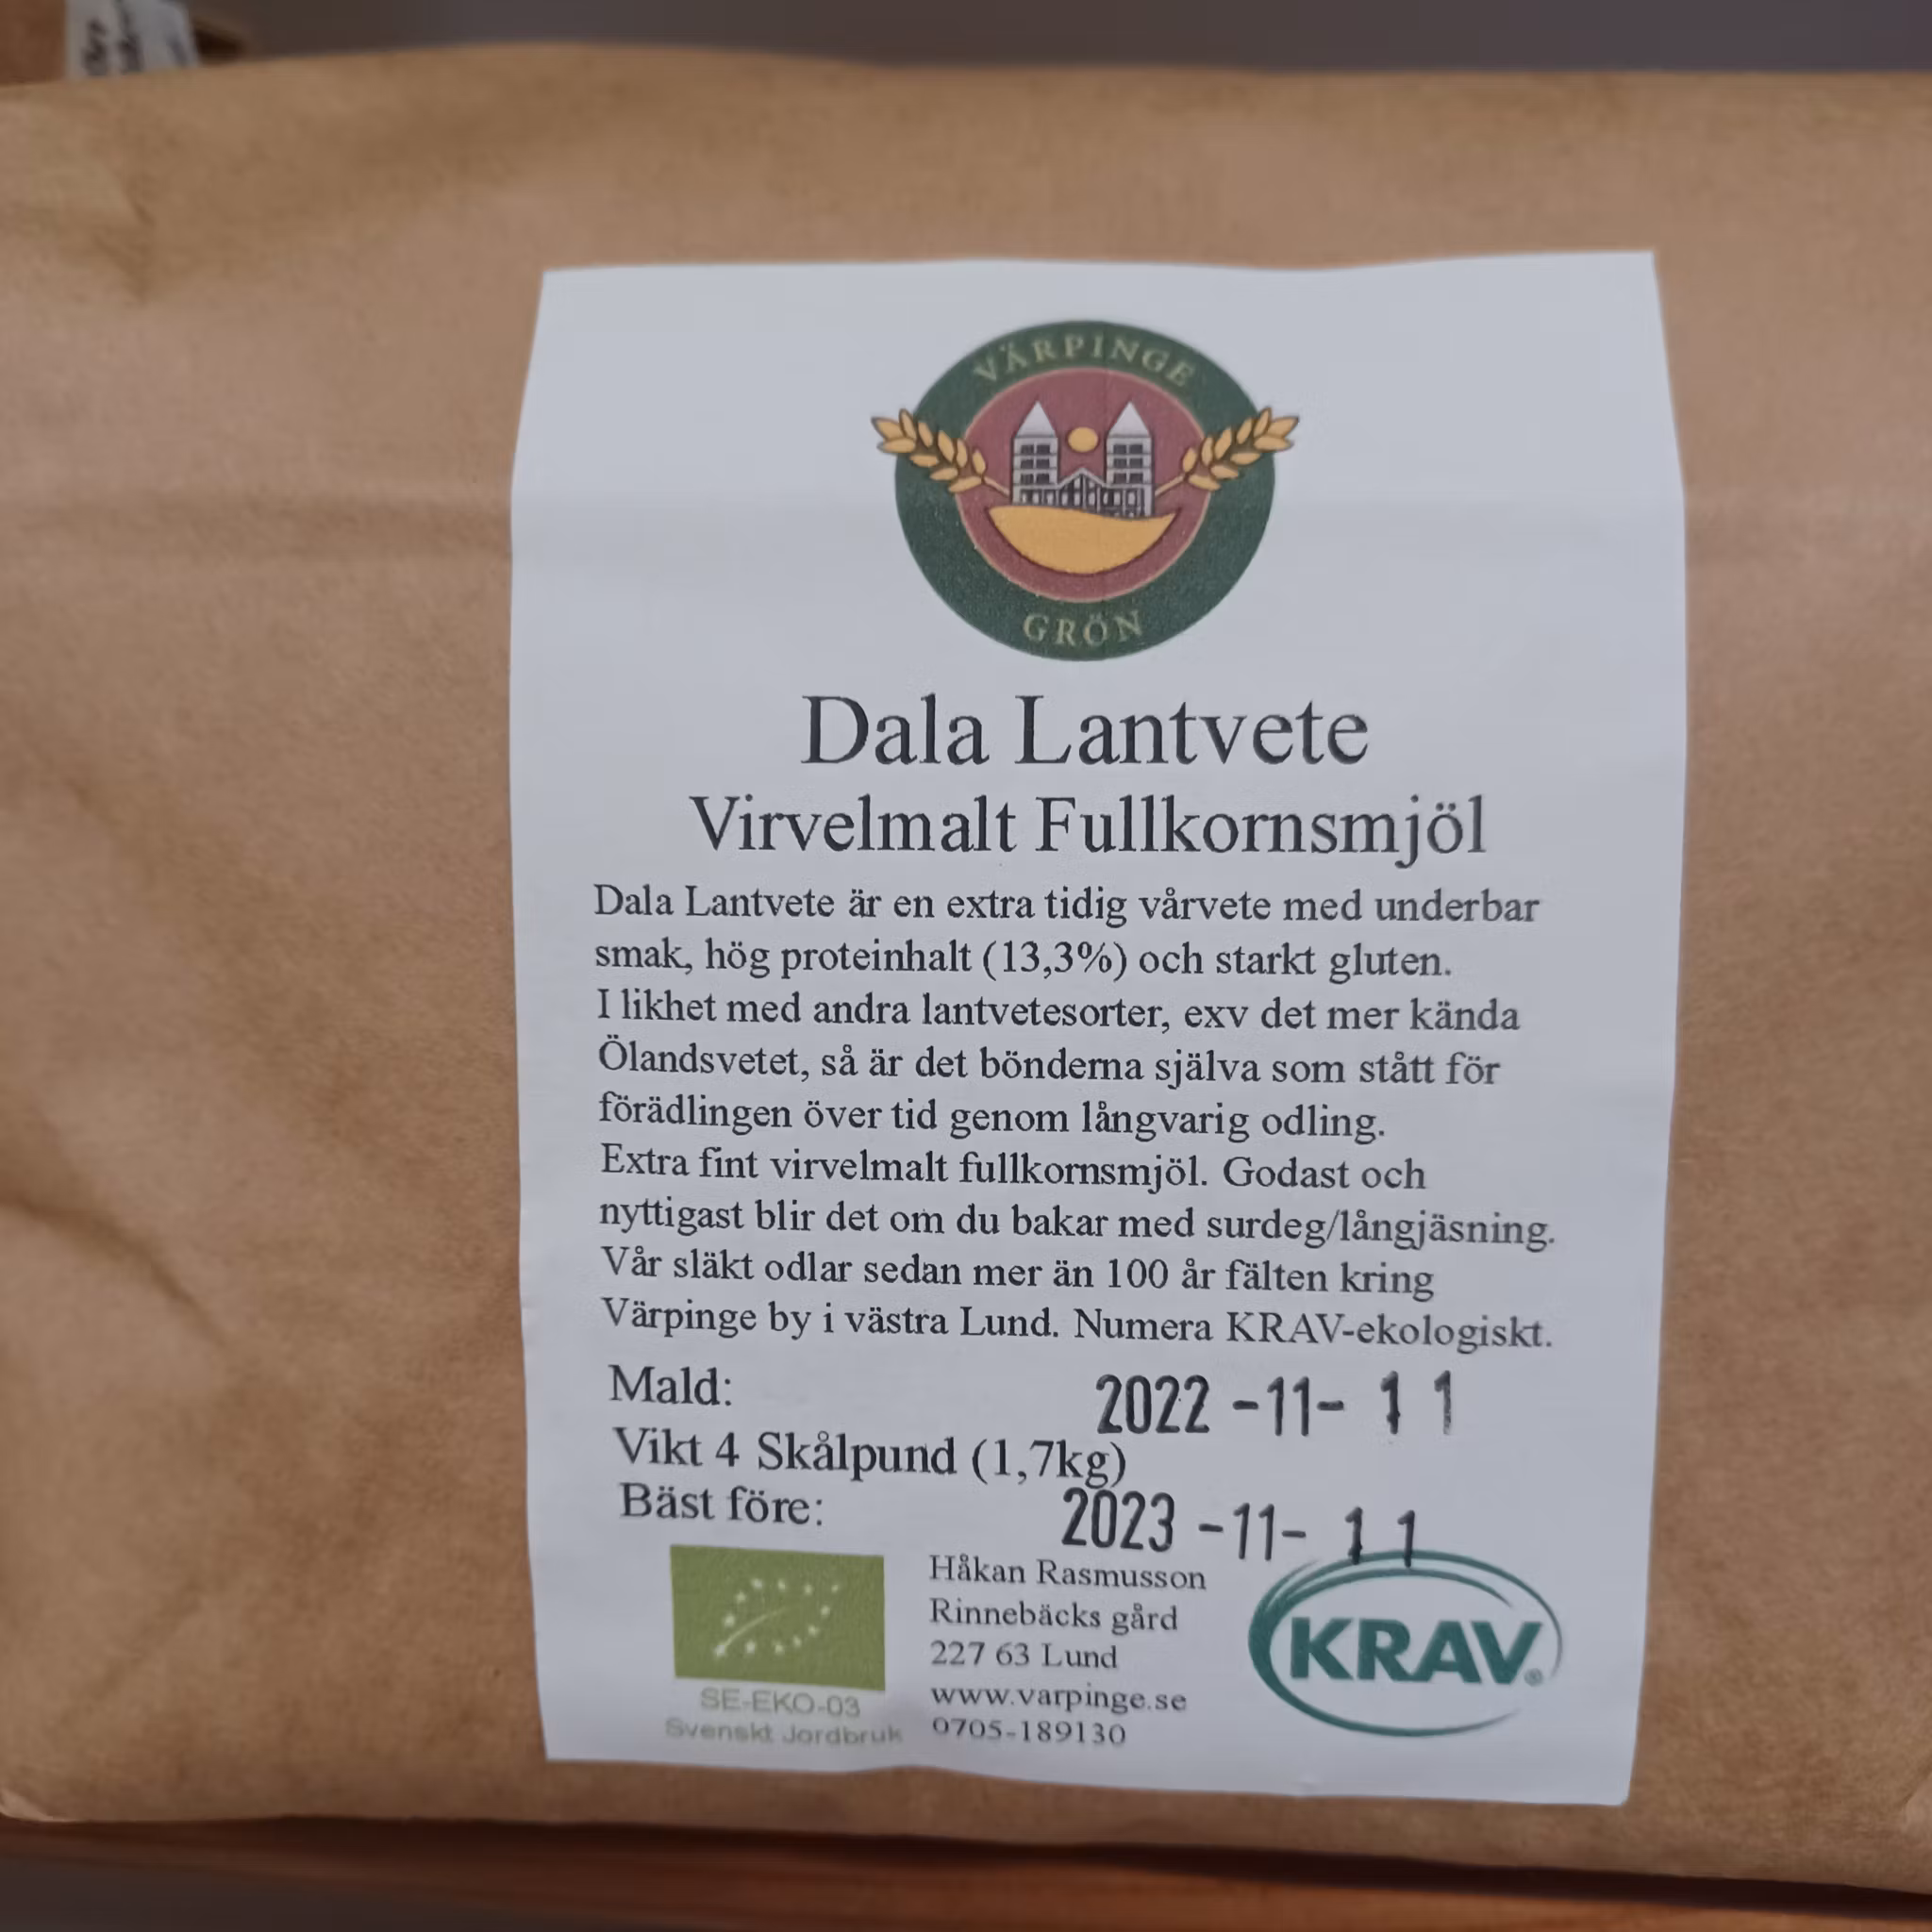 VÄRPINGE
GRÖN
Dala Lantvete
Virvelmalt Fullkornsmjöl
Dala Lantvete är en extra tidig vårvete med underbar
smak, hög proteinhalt (13,3%) och starkt gluten.
I likhet med andra lantvetesorter, exv det mer kända
Ölandsvetet, så är det bönderna själva som stått för
förädlingen över tid genom långvarig odling.
Extra fint virvelmalt fullkornsmjöl. Godast och
nyttigast blir det om du bakar med surdeg/långjäsning.
Vår släkt odlar sedan mer än 100 år fälten kring
Värpinge by i västra Lund. Numera KRAV-ekologiskt.
Mald: 2022 -11- 11
Vikt 4 Skålpund (1,7kg)
Bäst före: 2023 -11- 11
Håkan Rasmusson
Rinnebäcks gård
227 63 Lund
www.varpinge.se
0705-189130
SE-EKO-03
Svenskt Jordbruk
KRAV®